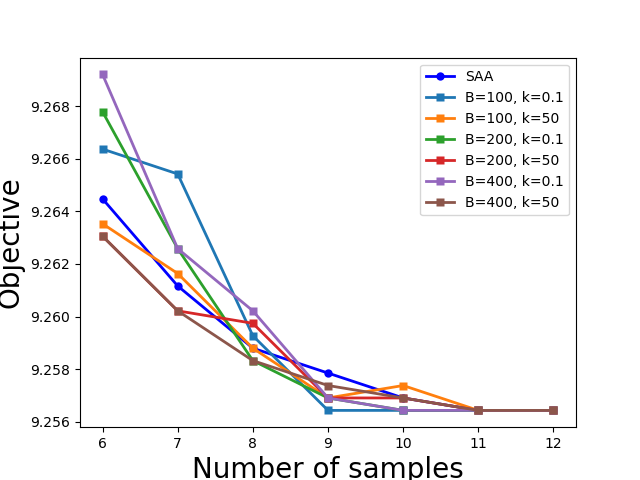 SAA
B=100, k=0.1
B=100, k=50
B=200, k=0.1
B=200, k=50
B=400, k=0.1
B=400, k=50
9.268
9.266
9.264
9.262
9.260
9.258
9.256
Objective
6 7 8 9 10 11 12
Number of samples